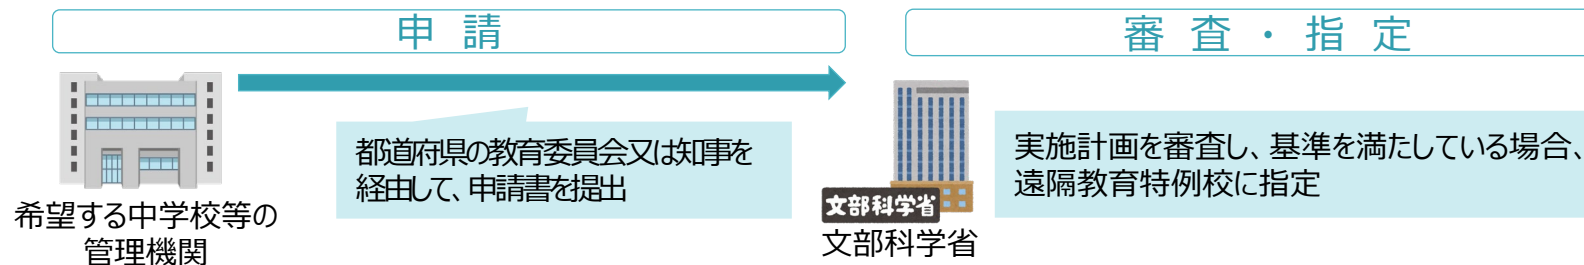 申請
審査・指定
都道府県の教育委員会又は知事を
経由して、申請書を提出
実施計画を審査し、基準を満たしている場合、
遠隔教育特例校に指定
希望する中学校等の
管理機関
文部科学省
文部科学省